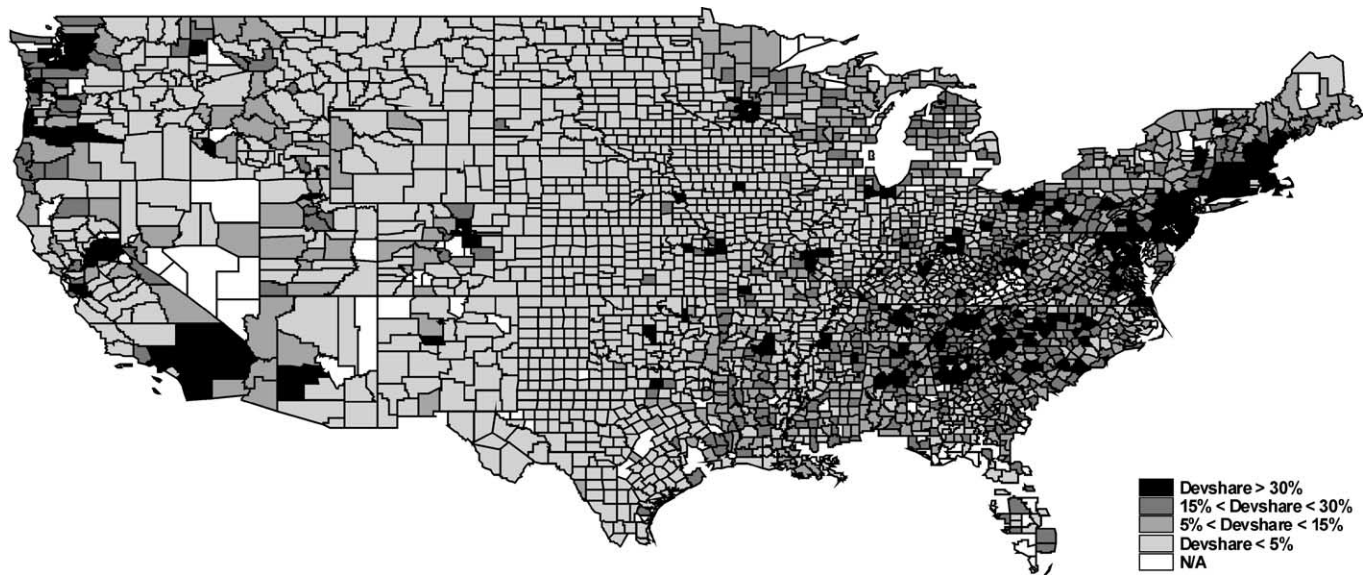 Devshare > 30%
15% < Devshare < 30%
5% < Devshare < 15%
Devshare < 5%
N/A